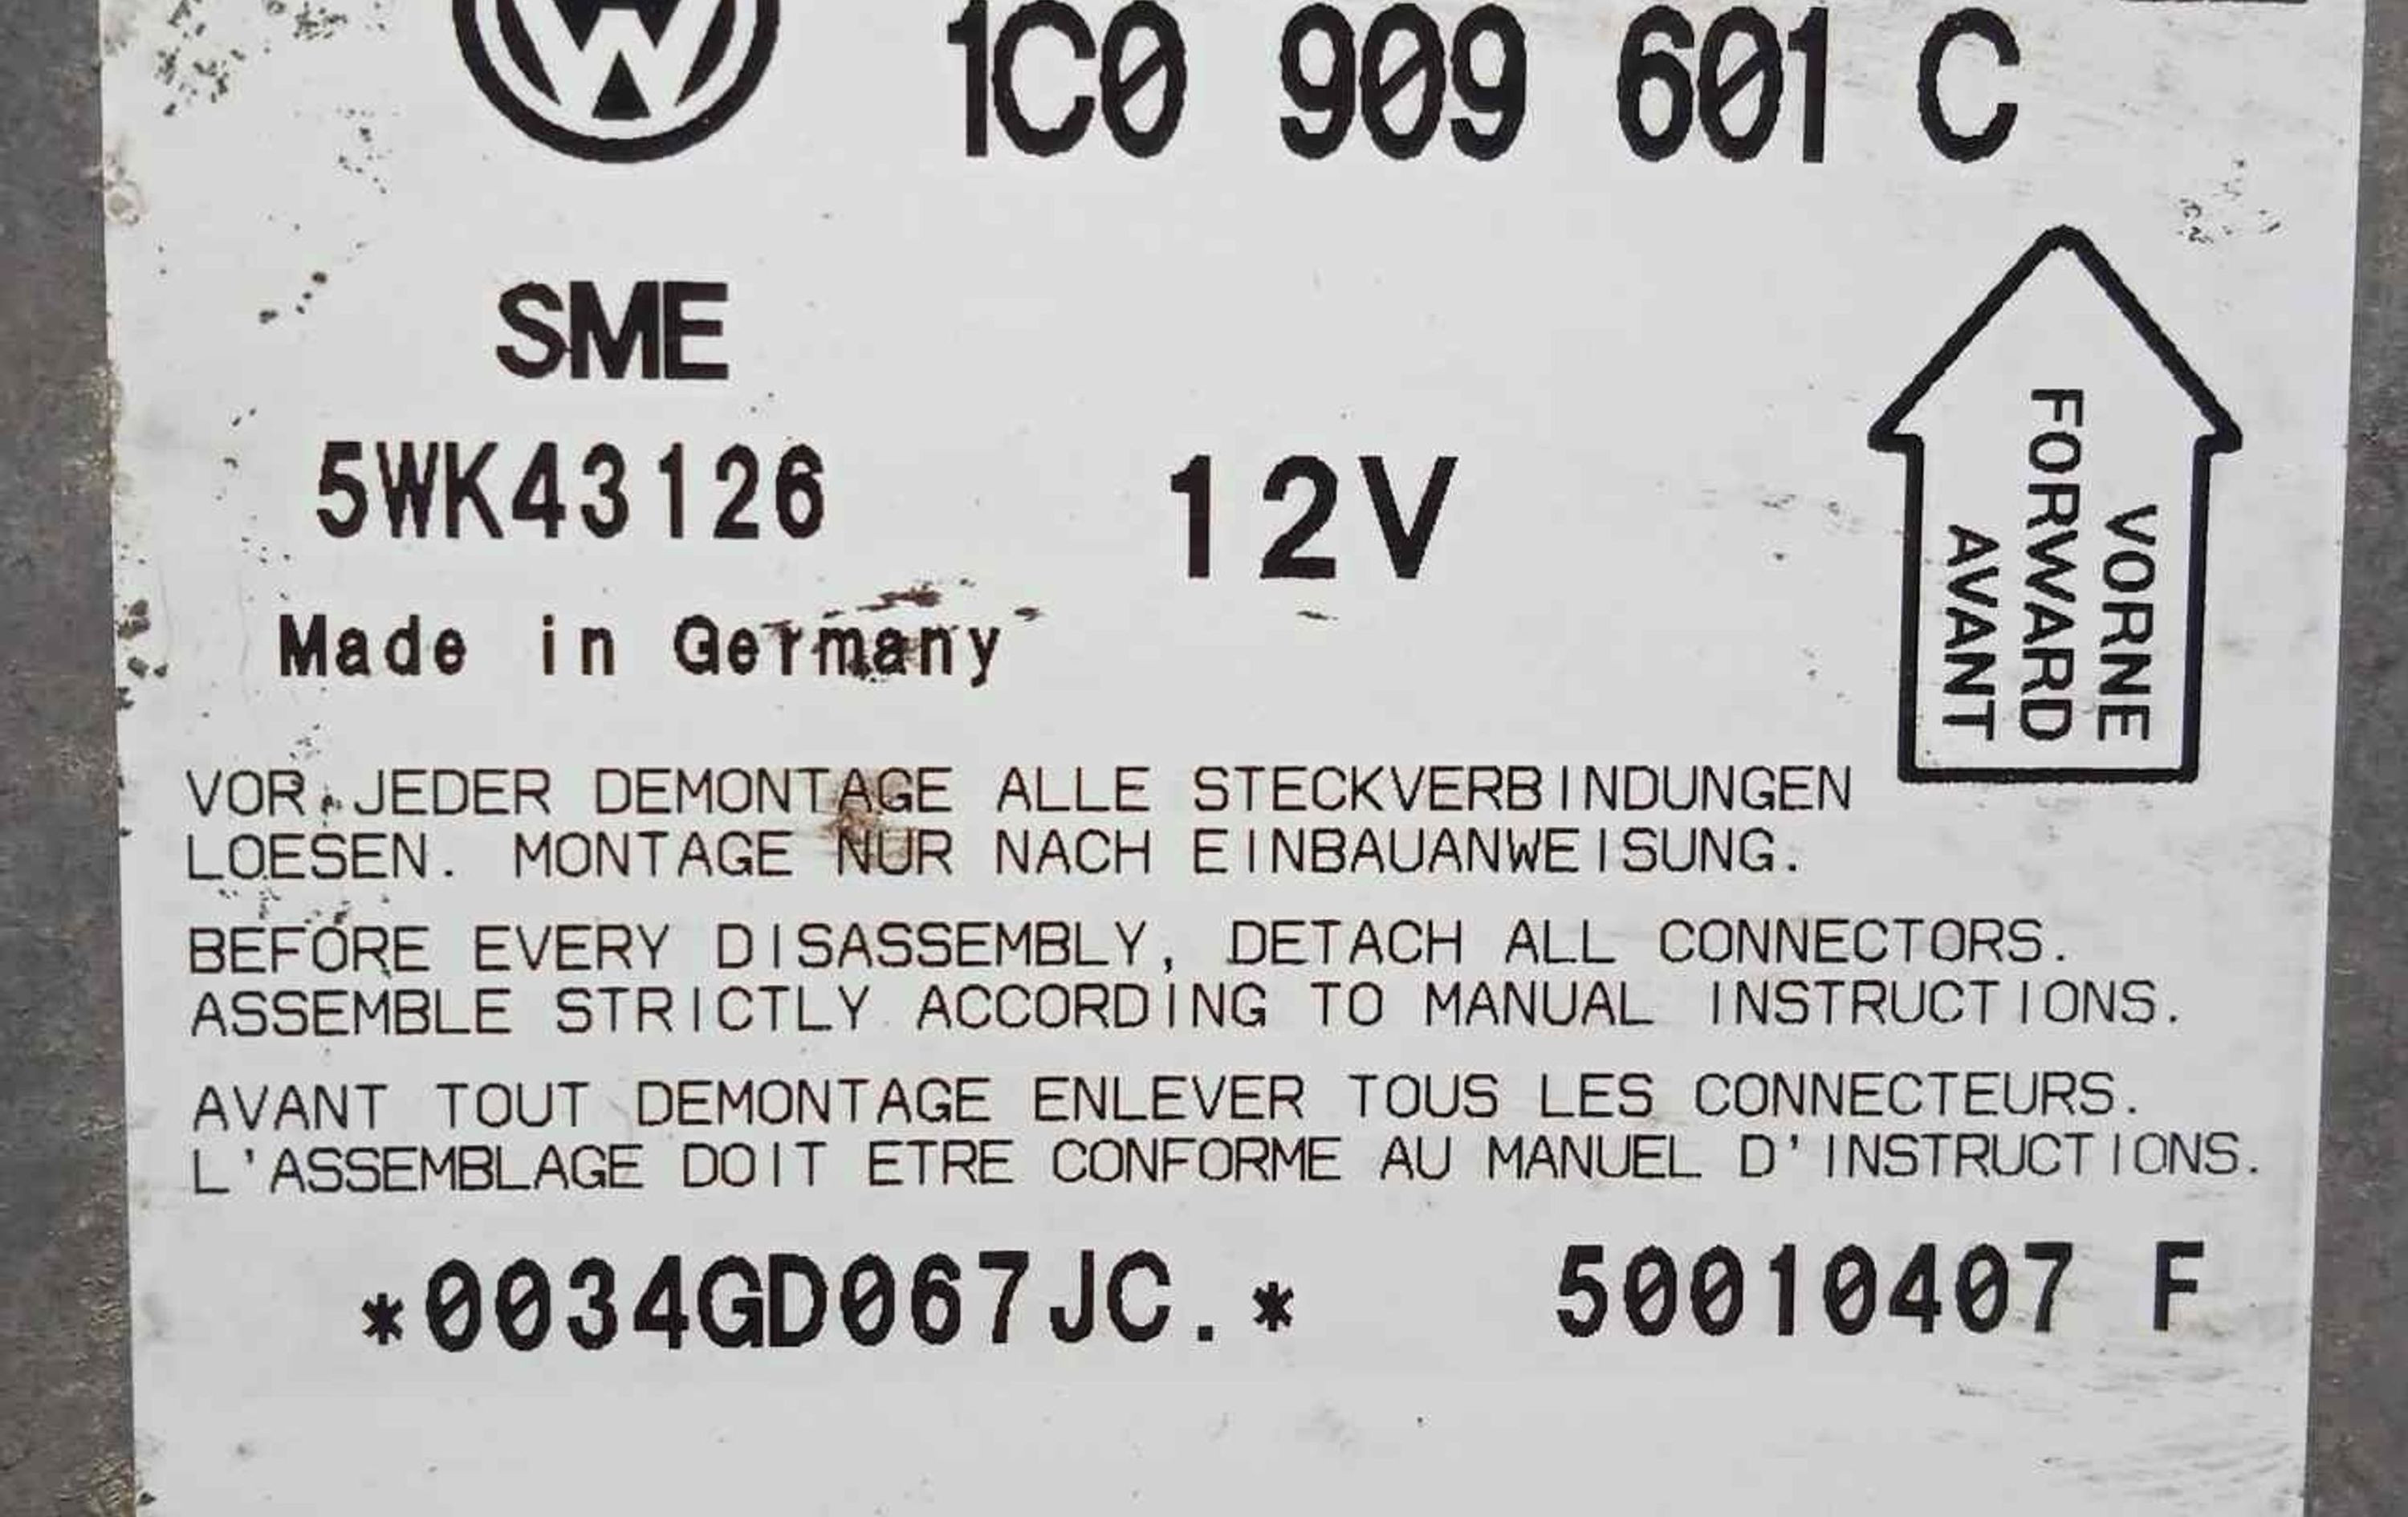 1C0 909 601 C
SME
5WK43126
12V
Made in Germany
VORNE
FORWARD
AVANT
VOR JEDER DEMONTAGE ALLE STECKVERBINDUNGEN
LOESEN. MONTAGE NUR NACH EINBAUANWEISUNG.
BEFORE EVERY DISASSEMBLY, DETACH ALL CONNECTORS.
ASSEMBLE STRICTLY ACCORDING TO MANUAL INSTRUCTIONS.
AVANT TOUT DEMONTAGE ENLEVER TOUS LES CONNECTEURS.
L'ASSEMBLAGE DOIT ETRE CONFORME AU MANUEL D'INSTRUCTIONS.
*0034GD067JC.*
50010407 F